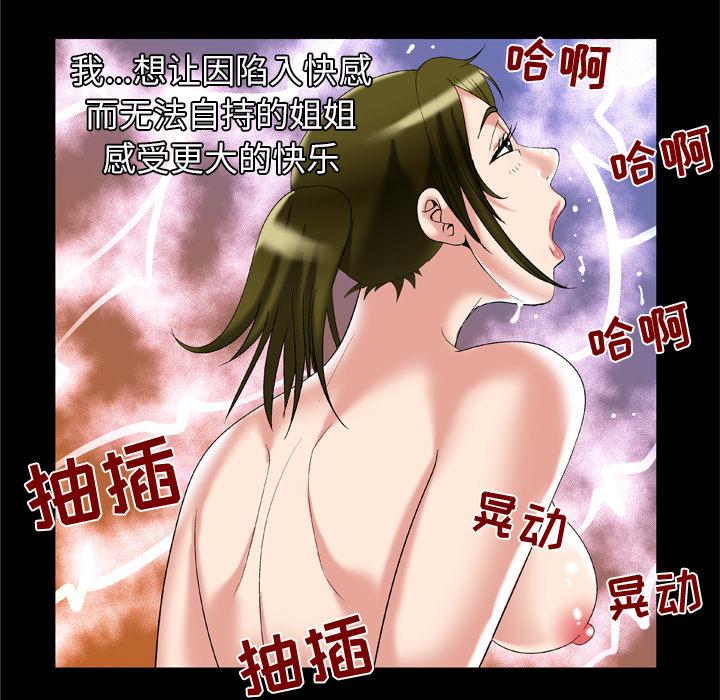 我...想让因陷入快感
而无法自持的姐姐
感受更大的快乐
哈啊
哈啊
哈啊
抽插
晃动
晃动
抽插